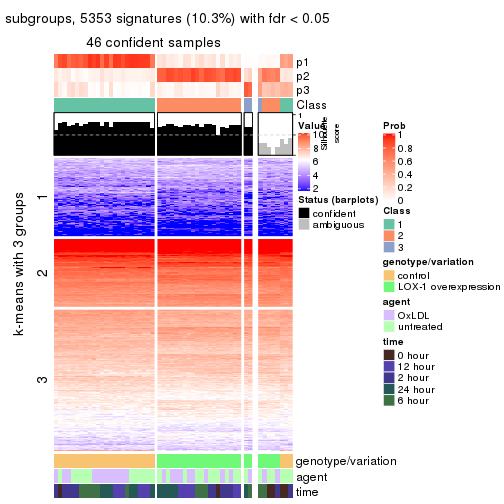 subgroups, 5353 signatures (10.3%) with fdr < 0.05
46 confident samples
p1
p2
p3
Class
1
0
Silhouette
score
k-means with 3 groups
1
2
3
genotype/variation
agent
time
Value
10
8
6
4
2
Status (barplots)
confident
ambiguous
Prob
1
0.8
0.6
0.4
0.2
0
Class
1
2
3
genotype/variation
control
LOX-1 overexpression
agent
OxLDL
untreated
time
0 hour
12 hour
2 hour
24 hour
6 hour